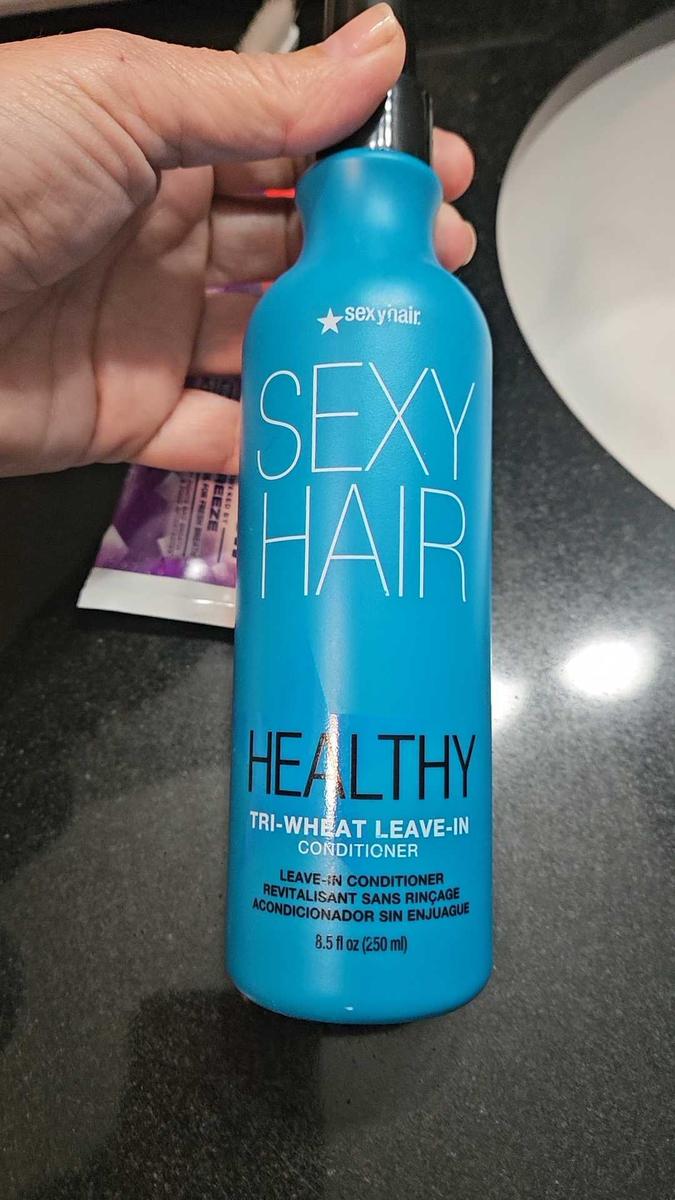 sexyhair.
SEXY
HAIR
HEALTHY
TRI-WHEAT LEAVE-IN
CONDITIONER
LEAVE-IN CONDITIONER
REVITALISANT SANS RINÇAGE
ACONDICIONADOR SIN ENJUAGUE
8.5 fl oz (250 ml)